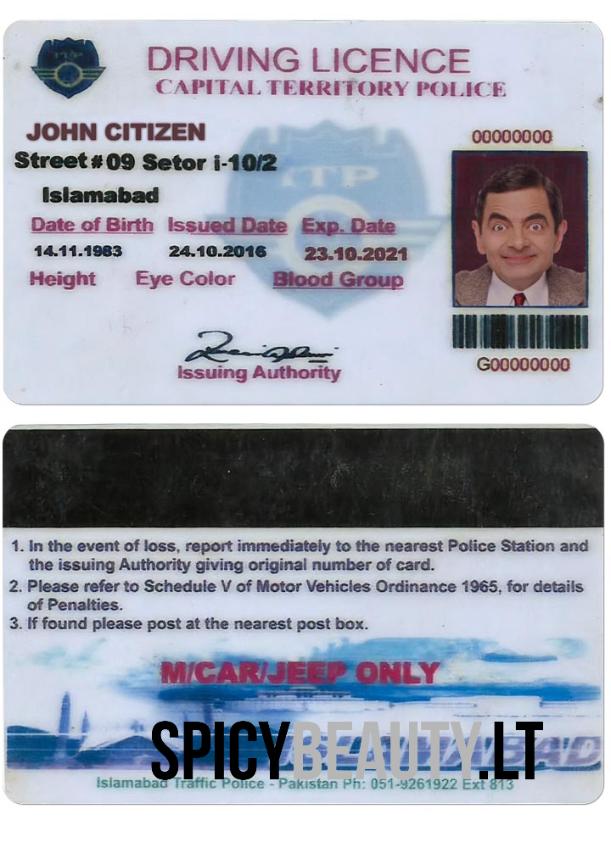 ITP
DRIVING LICENCE
CAPITAL TERRITORY POLICE
JOHN CITIZEN
00000000
Street # 09 Setor i-10/2
ITP
Islamabad
Date of Birth Issued Date Exp. Date
14.11.1983 24.10.2016 23.10.2021
Height Eye Color Blood Group
Issuing Authority
G00000000
1. In the event of loss, report immediately to the nearest Police Station and
the issuing Authority giving original number of card.
2. Please refer to Schedule V of Motor Vehicles Ordinance 1965, for details
of Penalties.
3. If found please post at the nearest post box.
M/CAR/JEEP ONLY
SPICYBEAUTY.LT
ISLAMABAD
Islamabad Traffic Police - Pakistan Ph: 051-9261922 Ext 813